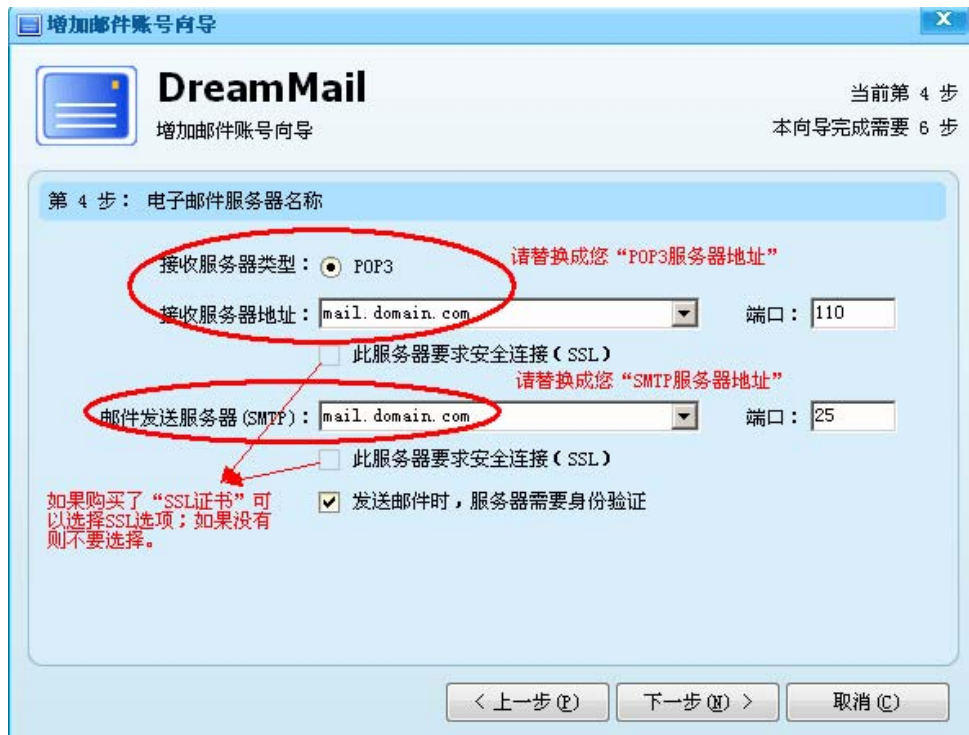 增加邮件账号向导
DreamMail
增加邮件账号向导
当前第 4 步
本向导完成需要 6 步
第 4 步： 电子邮件服务器名称
接收服务器类型： POP3
请替换成您“POP3服务器地址”
接收服务器地址： mail.domain.com 端口： 110
此服务器要求安全连接（SSL）
请替换成您“SMTP服务器地址”
邮件发送服务器(SMTP)： mail.domain.com 端口： 25
此服务器要求安全连接（SSL）
如果购买了“SSL证书”可
以选择SSL选项；如果没有
则不要选择。
发送邮件时，服务器需要身份验证
< 上一步(P)
下一步(N) >
取消(C)